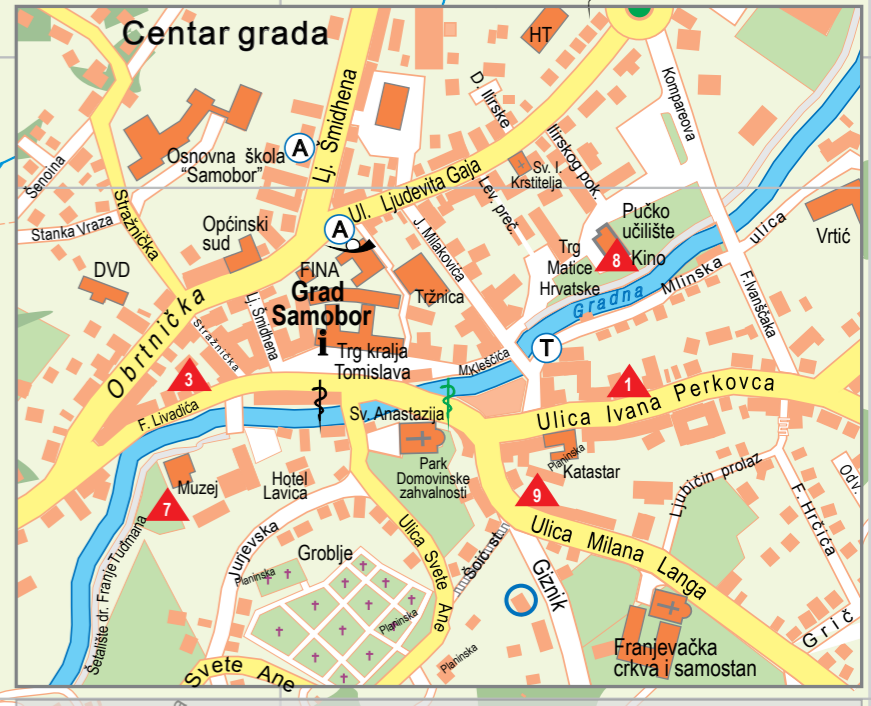 Centar grada
HT
D. Ilirske
Kompareova
Lj. Šmidhena
A
Osnovna škola
"Samobor"
Ilirskog pok.
Šenoina
Sv. I.
Krstitelja
Ul. Ljudevita Gaja
Lev. preč.
Stražnička
Stanka Vraza
Općinski
sud
A
J. Milakovića
Pučko
učilište
Kino
8
Trg
Matice
Hrvatske
Vrtić
Mlinska ulica
Gradna
DVD
FINA
Grad
Samobor
i
Tržnica
F.Ivanščaka
Obrtnička
Lj. Šmidhena
stražnička
Trg kralja
Tomislava
M.Kleščića
T
3
1
Ulica Ivana Perkovca
F. Livadića
Sv. Anastazija
Planinska
Katastar
Park
Domovinske
zahvalnosti
Hotel
Lavica
Muzej
7
9
Ljubičin prolaz
Odv.
F. Hrčića
Ulica Milana Langa
Jurjevska
Groblje
Planinska
Ulica Svete Ane
Šoićust.
Giznik
Planinska
Planinska
Šetalište dr. Franje Tuđmana
Svete Ane
Franjevačka
crkva i samostan
Grič